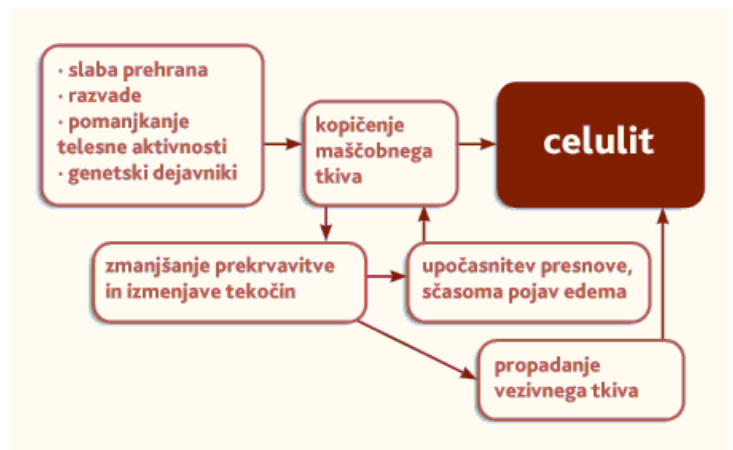 · slaba prehrana
· razvade
· pomanjkanje
telesne aktivnosti
· genetski dejavniki
kopičenje
maščobnega
tkiva
celulit
zmanjšanje prekrvavitve
in izmenjave tekočin
upočasnitev presnove,
sčasoma pojav edema
propadanje
vezivnega tkiva